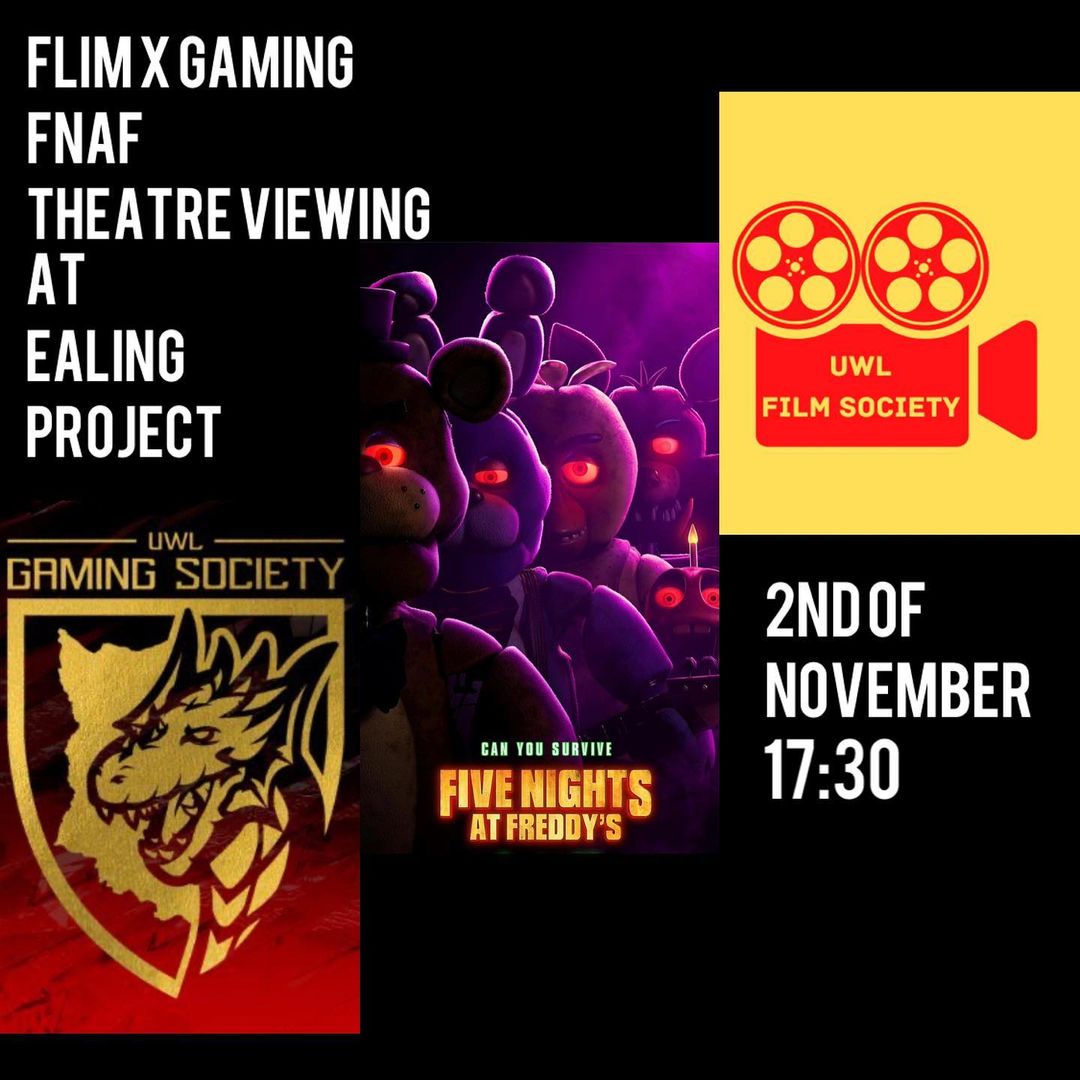 FLIM X GAMING
FNAF
THEATRE VIEWING
AT
EALING
PROJECT
UWL
FILM SOCIETY
UWL
GAMING SOCIETY
CAN YOU SURVIVE
FIVE NIGHTS
AT FREDDY'S
2ND OF
NOVEMBER
17:30